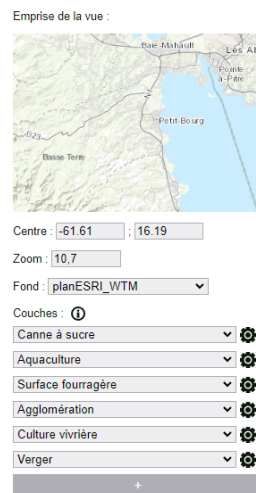 Emprise de la vue :
Baie-Mahault
Les Ab
Pointe
à-Pitre
D23
Petit-Bourg
Basse Terre
Centre : -61.61 ; 16.19
Zoom : 10,7
Fond : planESRI_WTM
Couches :
Canne à sucre
Aquaculture
Surface fourragère
Agglomération
Culture vivrière
Verger
+